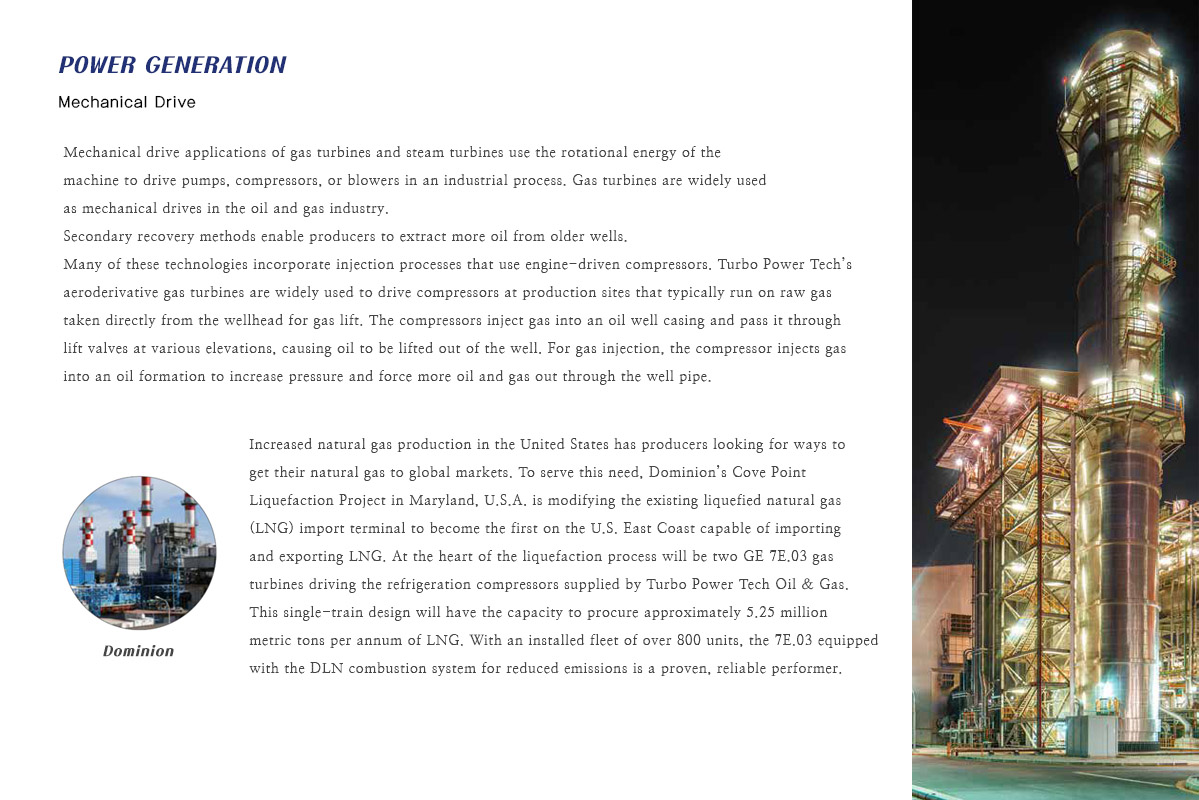 POWER GENERATION
Mechanical Drive
Mechanical drive applications of gas turbines and steam turbines use the rotational energy of the
machine to drive pumps, compressors, or blowers in an industrial process. Gas turbines are widely used
as mechanical drives in the oil and gas industry.
Secondary recovery methods enable producers to extract more oil from older wells.
Many of these technologies incorporate injection processes that use engine-driven compressors. Turbo Power Tech's
aeroderivative gas turbines are widely used to drive compressors at production sites that typically run on raw gas
taken directly from the wellhead for gas lift. The compressors inject gas into an oil well casing and pass it through
lift valves at various elevations, causing oil to be lifted out of the well. For gas injection, the compressor injects gas
into an oil formation to increase pressure and force more oil and gas out through the well pipe.
Increased natural gas production in the United States has producers looking for ways to
get their natural gas to global markets. To serve this need, Dominion's Cove Point
Liquefaction Project in Maryland, U.S.A. is modifying the existing liquefied natural gas
(LNG) import terminal to become the first on the U.S. East Coast capable of importing
and exporting LNG. At the heart of the liquefaction process will be two GE 7E.03 gas
turbines driving the refrigeration compressors supplied by Turbo Power Tech Oil & Gas.
This single-train design will have the capacity to procure approximately 5.25 million
metric tons per annum of LNG. With an installed fleet of over 800 units, the 7E.03 equipped
with the DLN combustion system for reduced emissions is a proven, reliable performer.
Dominion